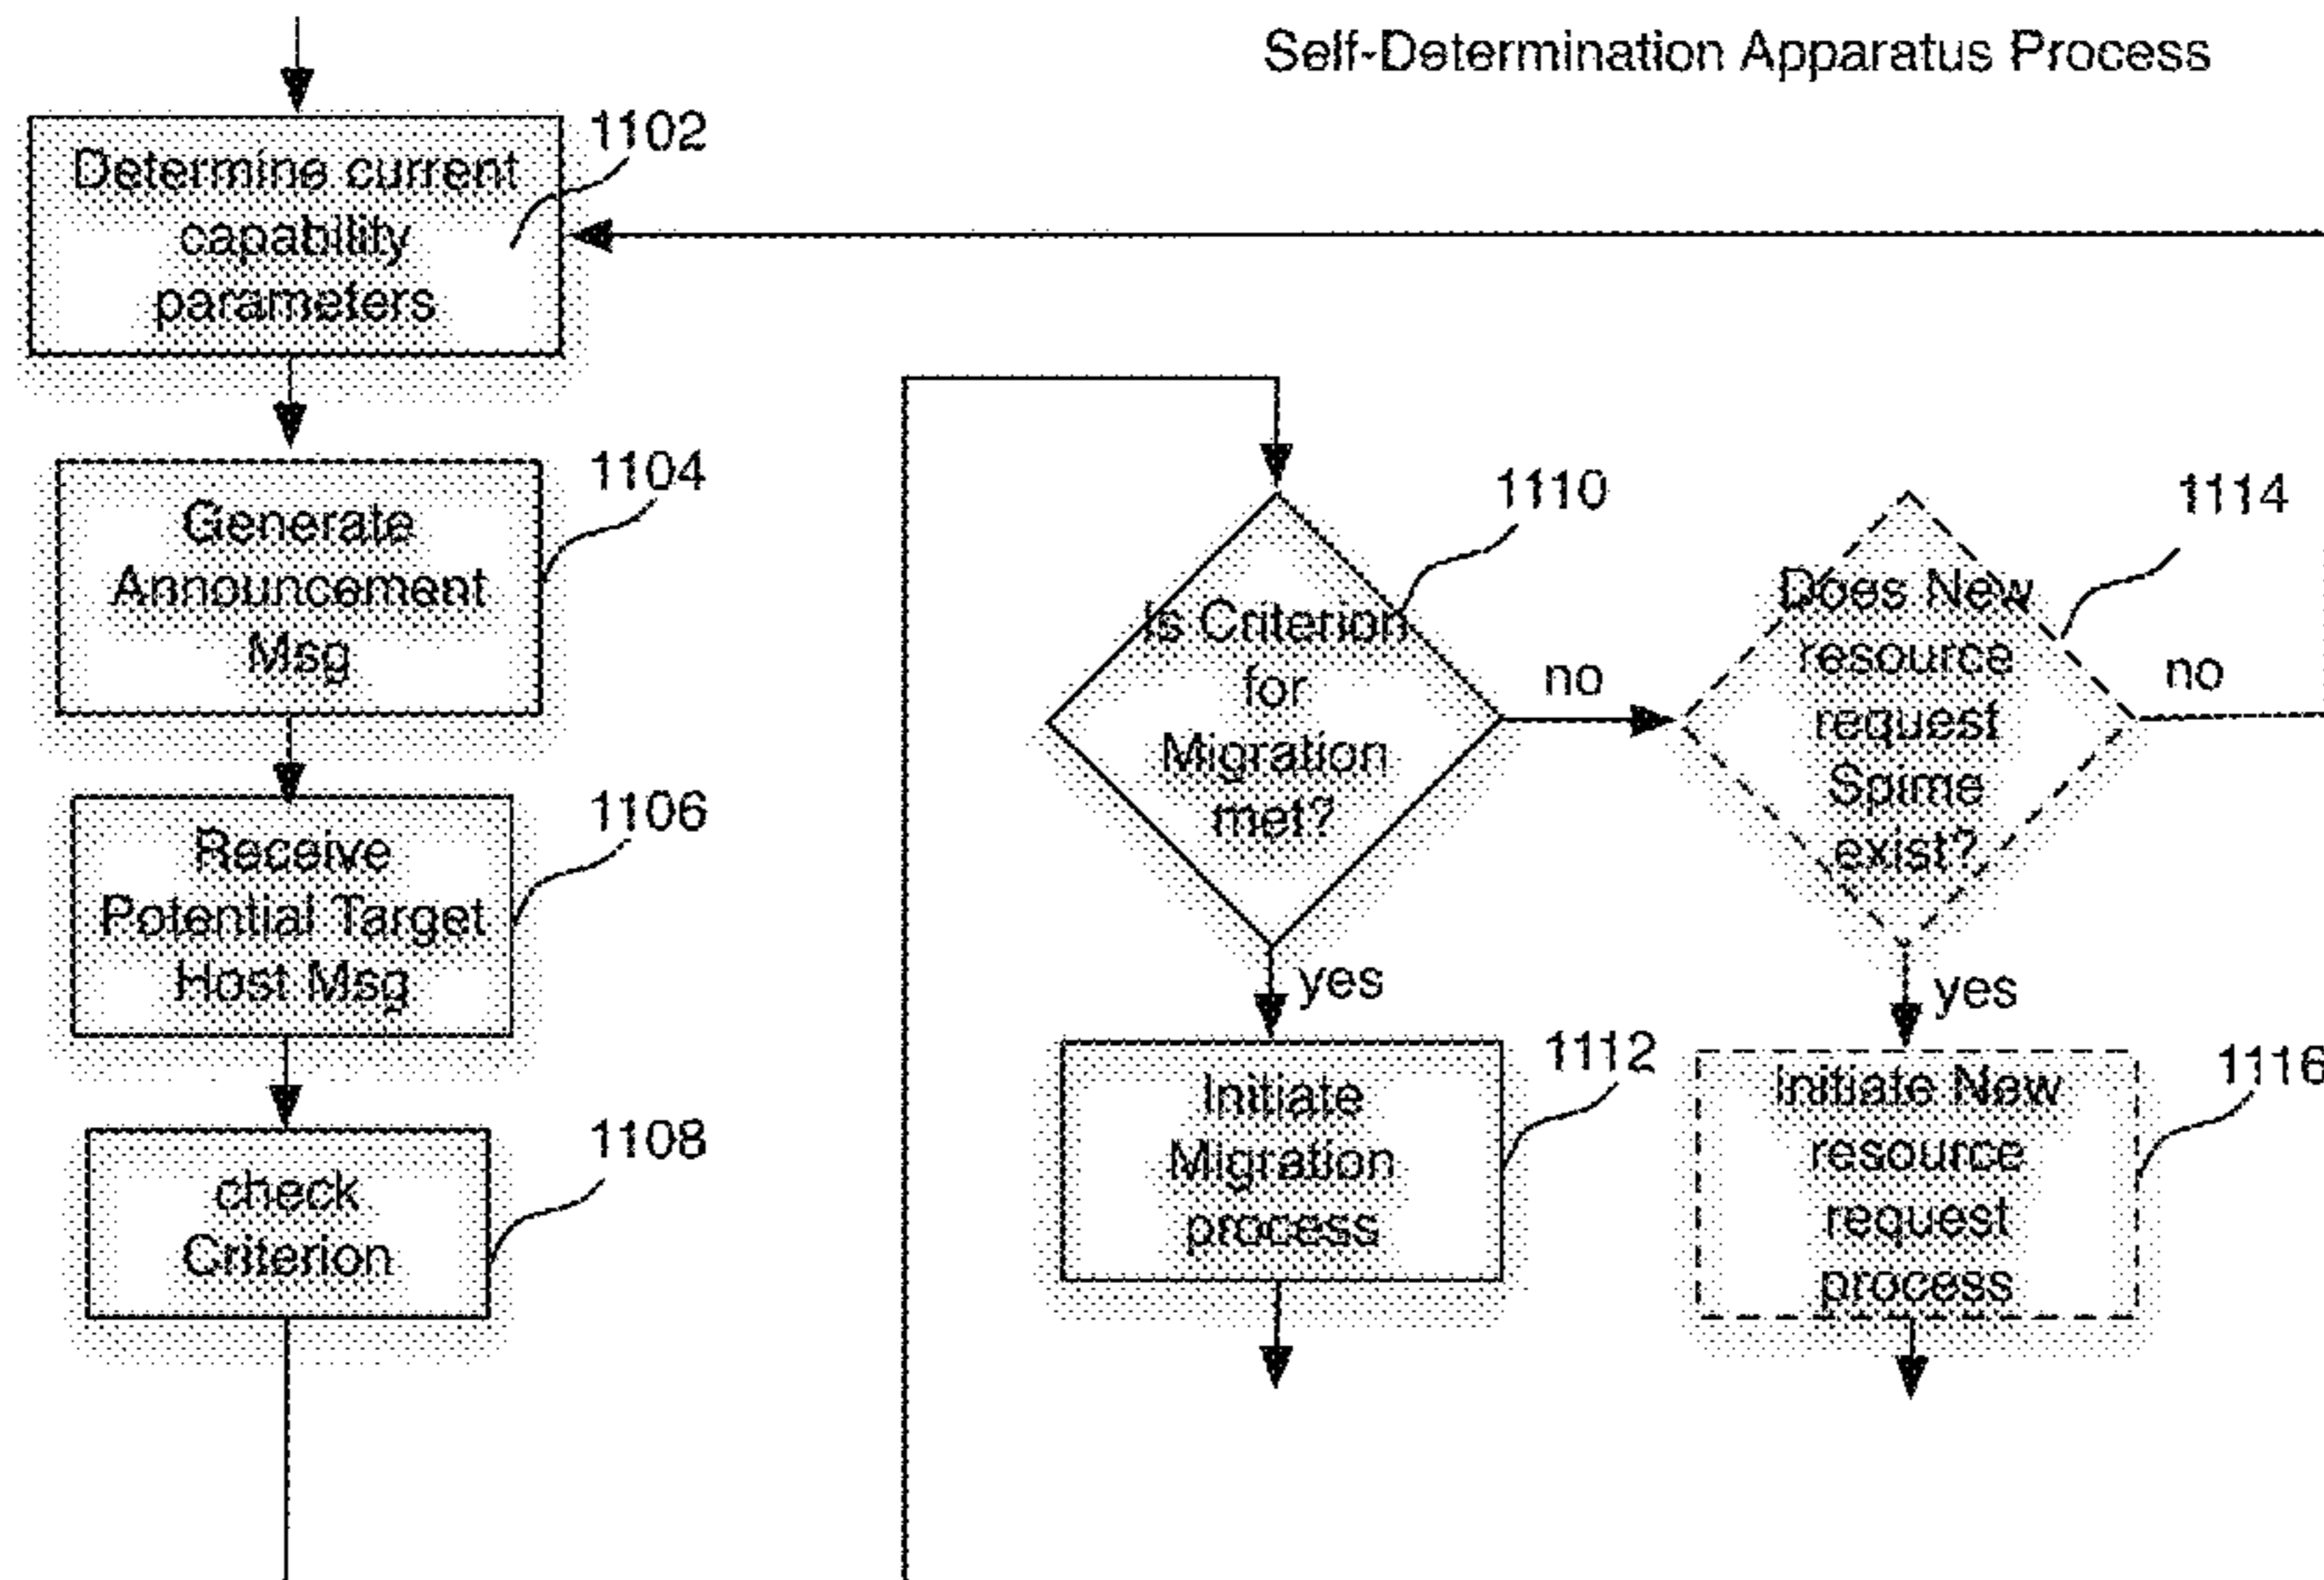 Self-Determination Apparatus Process
1102
Determine current
capability
parameters
1104
Generate
Announcement
Msg
1106
Receive
Potential Target
Host Msg
1108
check
Criterion
1110
Is Criterion
for
Migration
met?
no
yes
1112
Initiate
Migration
process
1114
Does New
resource
request
Spime
exist?
no
yes
1116
Initiate New
resource
request
process